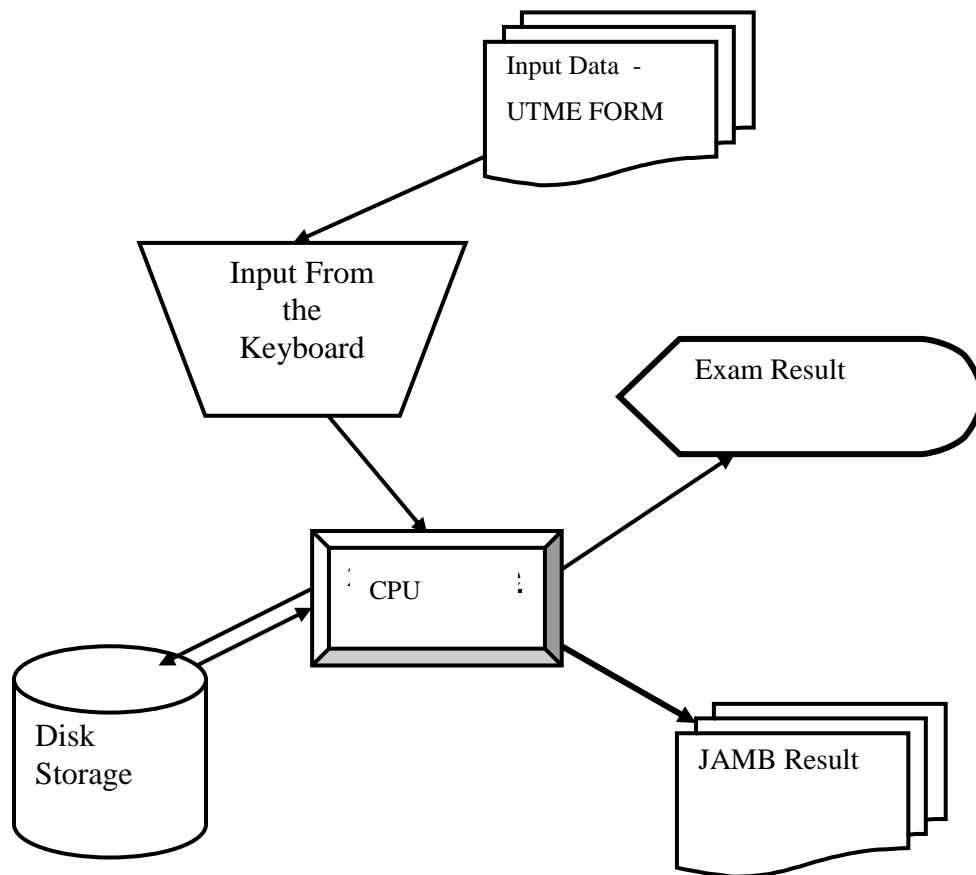 Input Data  -
UTME FORM
Input From
the
Keyboard
Exam Result
CPU
Disk
Storage
JAMB Result